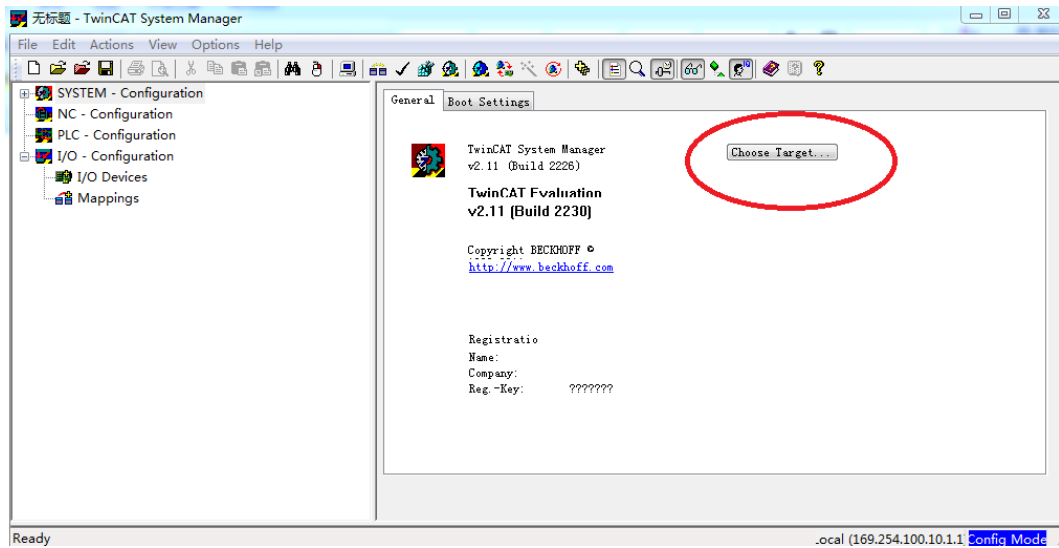 无标题 - TwinCAT System Manager
File Edit Actions View Options Help
SYSTEM - Configuration
NC - Configuration
PLC - Configuration
I/O - Configuration
I/O Devices
Mappings
General Boot Settings
TwinCAT System Manager
v2.11 (Build 2226)
Choose Target...
TwinCAT Evaluation
v2.11 (Build 2230)
Copyright BECKHOFF ©
http://www.beckhoff.com
Registratio
Name:
Company:
Reg.-Key: ???????
Ready
.ocal (169.254.100.10.1.1 Config Mode